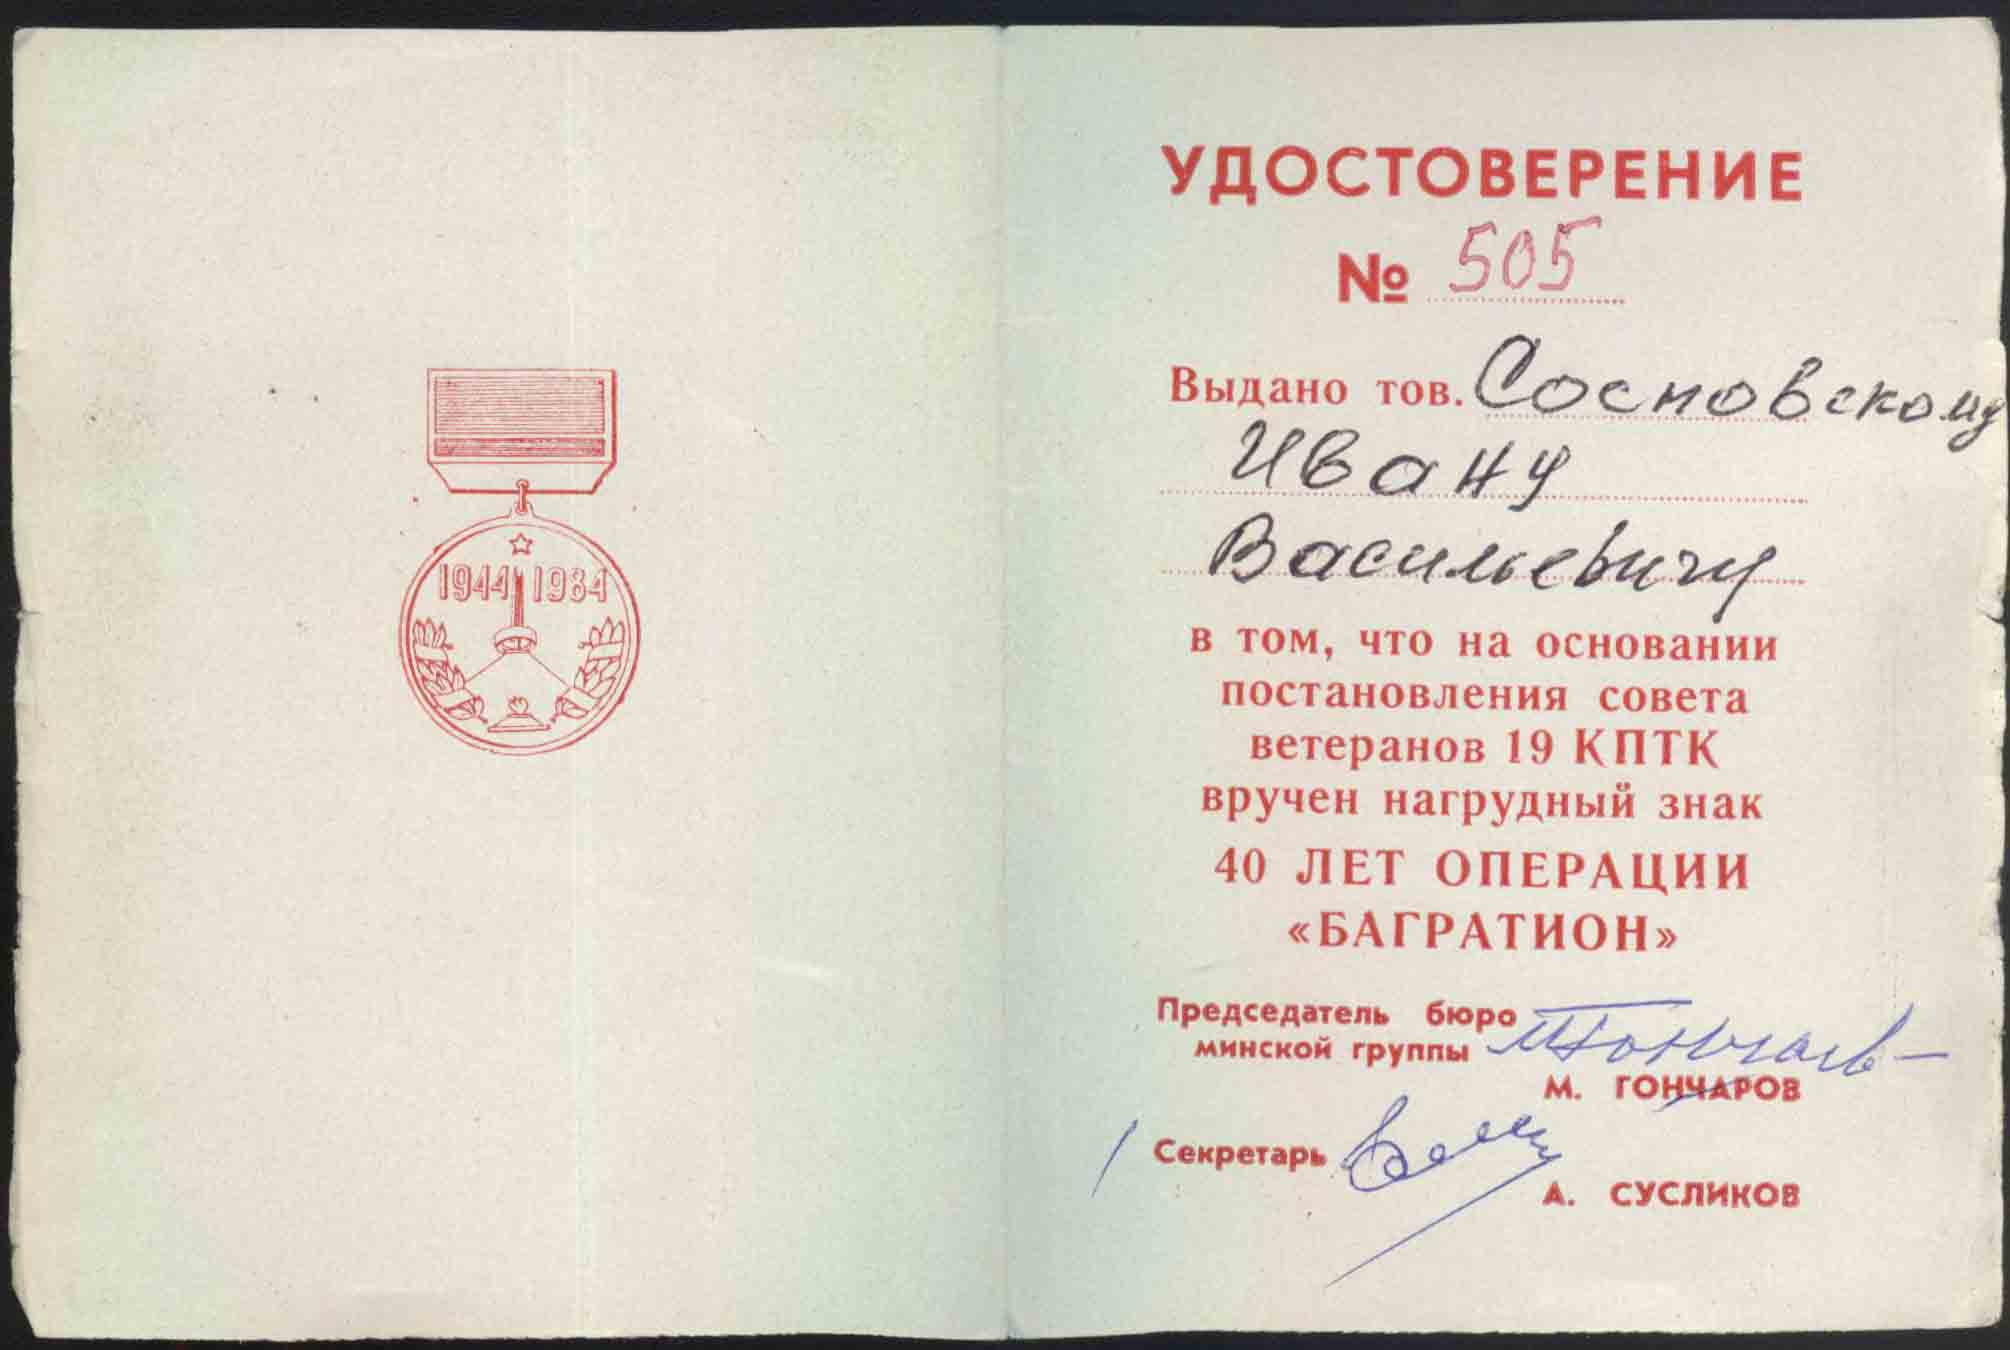 1944 1984
УДОСТОВЕРЕНИЕ
№ 505
Выдано тов. Сосновскому
Ивану
Васильевичу
в том, что на основании
постановления совета
ветеранов 19 КПТК
вручен нагрудный знак
40 ЛЕТ ОПЕРАЦИИ
«БАГРАТИОН»
Председатель бюро
минской группы
М. ГОНЧАРОВ
Секретарь
А. СУСЛИКОВ